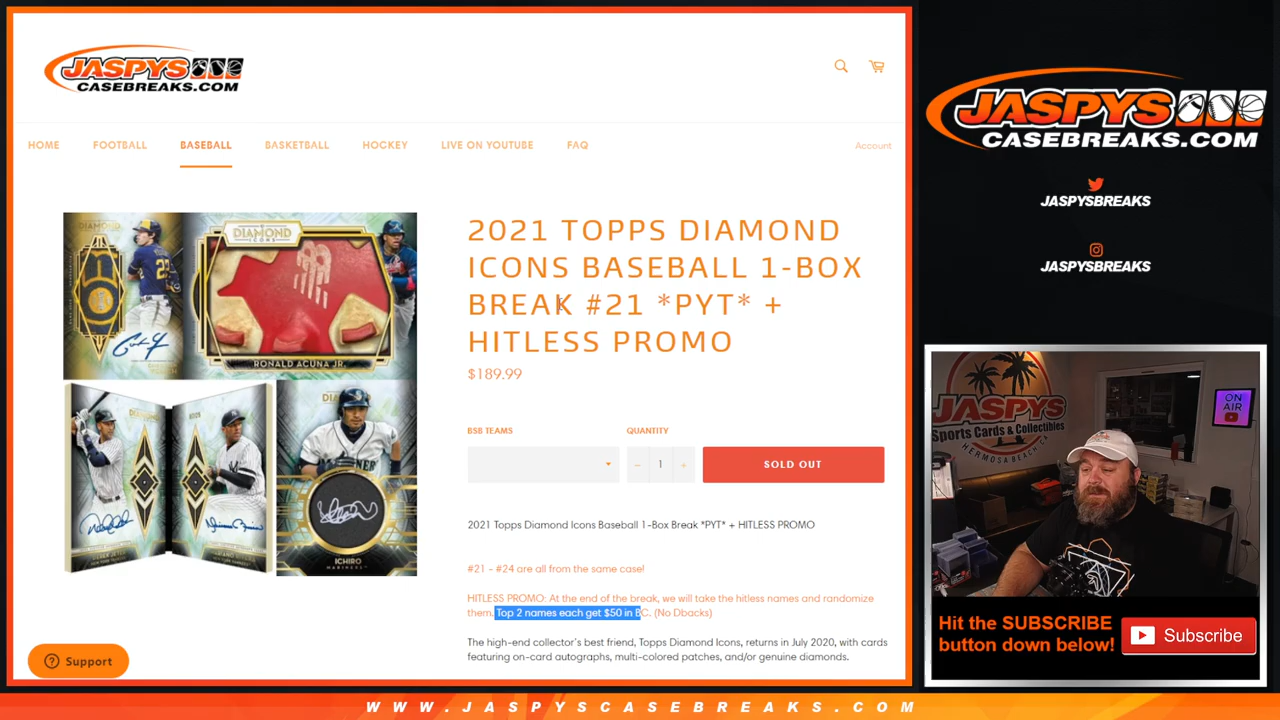 JASPYS
CASEBREAKS.COM
HOME
FOOTBALL
BASEBALL
BASKETBALL
HOCKEY
LIVE ON YOUTUBE
FAQ
Account
DIAMOND
ICONS
RONALD ACUNA JR.
ICHIRO
MARINERS
2021 TOPPS DIAMOND
ICONS BASEBALL 1-BOX
BREAK #21 *PYT* +
HITLESS PROMO
$189.99
BSB TEAMS
QUANTITY
−
1
+
SOLD OUT
2021 Topps Diamond Icons Baseball 1-Box Break *PYT* + HITLESS PROMO
#21 - #24 are all from the same case!
HITLESS PROMO: At the end of the break, we will take the hitless names and randomize
them. Top 2 names each get $50 in BC. (No Dbacks)
The high-end collector's best friend, Topps Diamond Icons, returns in July 2020, with cards
featuring on-card autographs, multi-colored patches, and/or genuine diamonds.
Support
JASPYS
CASEBREAKS.COM
JASPYSBREAKS
JASPYSBREAKS
JASPYS
Sports Cards & Collectibles
HERMOSA BEACH CA
ON
AIR
Hit the SUBSCRIBE
button down below!
Subscribe
WWW.JASPYSCASEBREAKS.COM